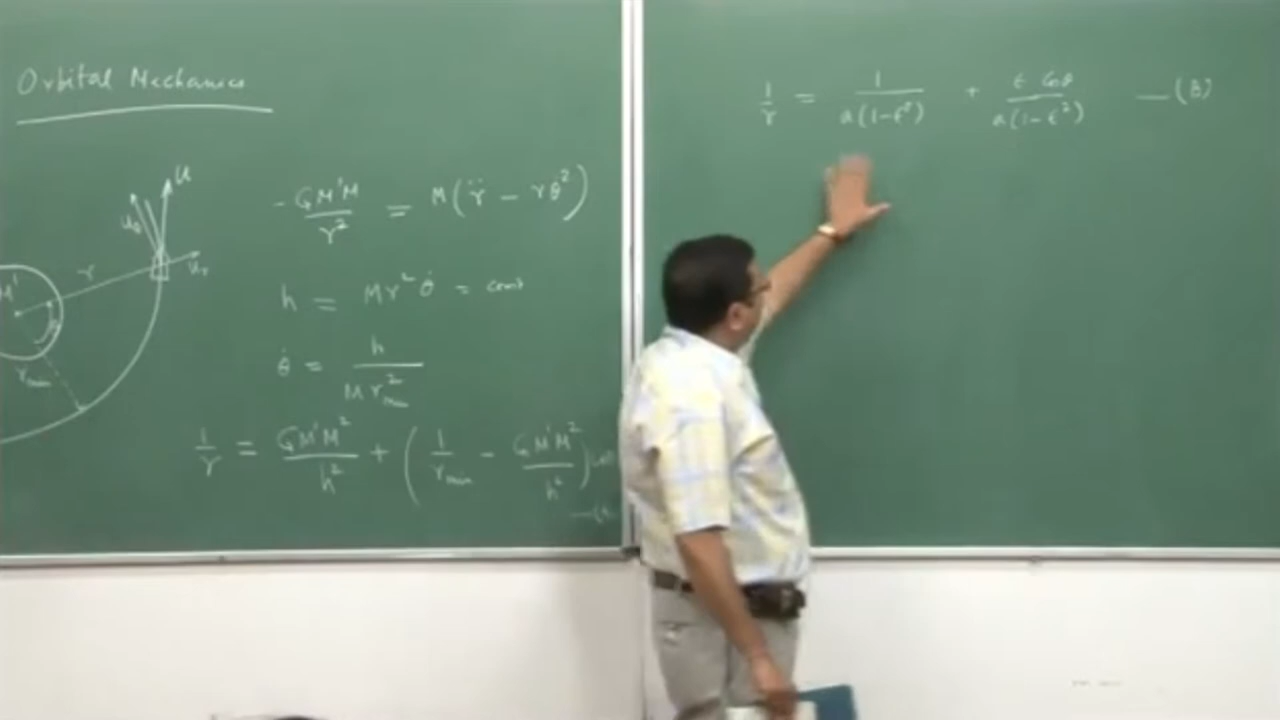 Orbital Mechanics
u
u_θ
r
u_r
M'
r_min
- GM'M / r² = M(r̈ - rθ̇²)
h = Mr²θ̇ = const
θ̇ = h / Mr²_min
1/r = GM'M² / h² + (1/r_min - GM'M² / h²)
1/r = 1 / a(1-ε²) + ε Cosθ / a(1-ε²) —(B)